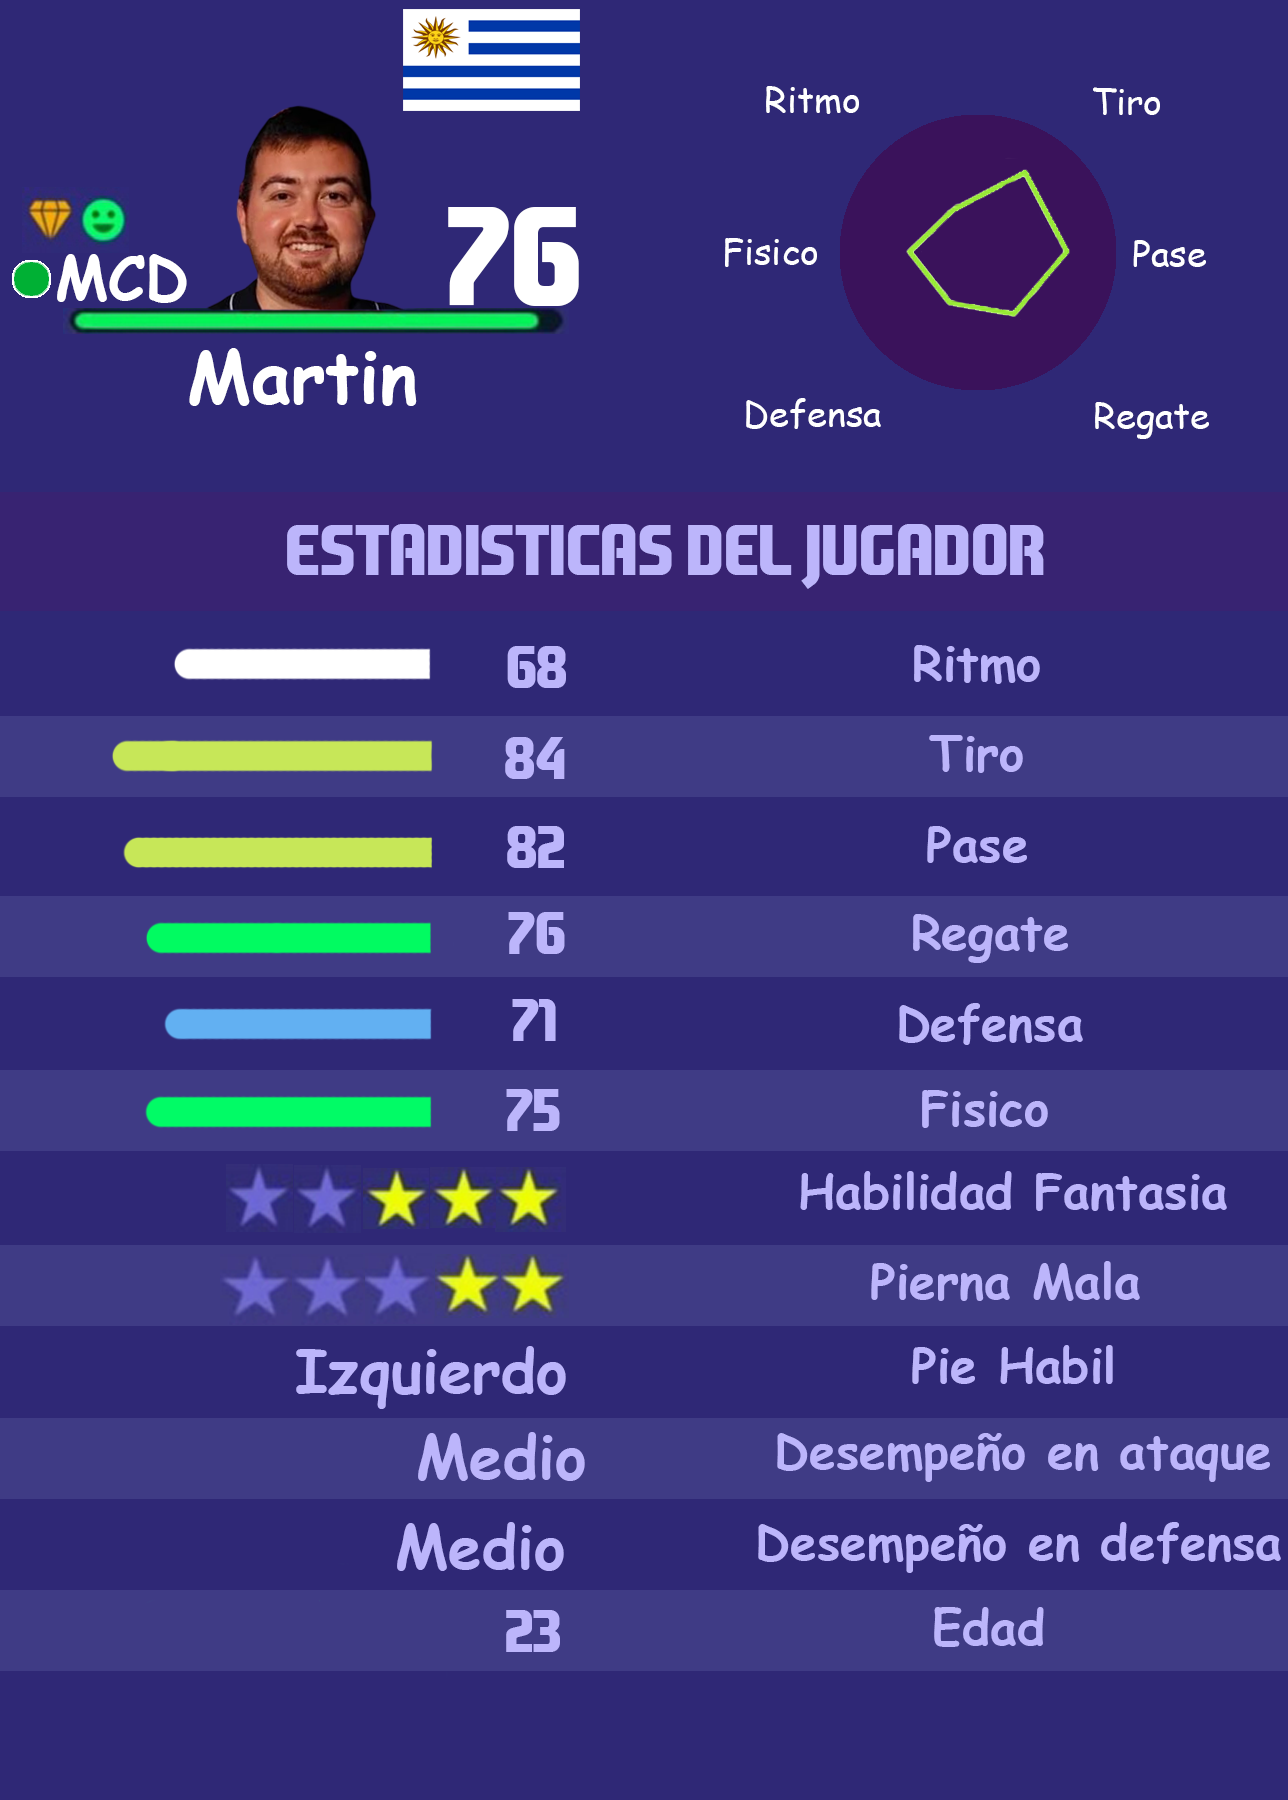 Ritmo
Tiro
Fisico
Pase
Defensa
Regate
MCD
76
Martin
ESTADISTICAS DEL JUGADOR
68 Ritmo
84 Tiro
82 Pase
76 Regate
71 Defensa
75 Fisico
Habilidad Fantasia
Pierna Mala
Izquierdo Pie Habil
Medio Desempeño en ataque
Medio Desempeño en defensa
23 Edad